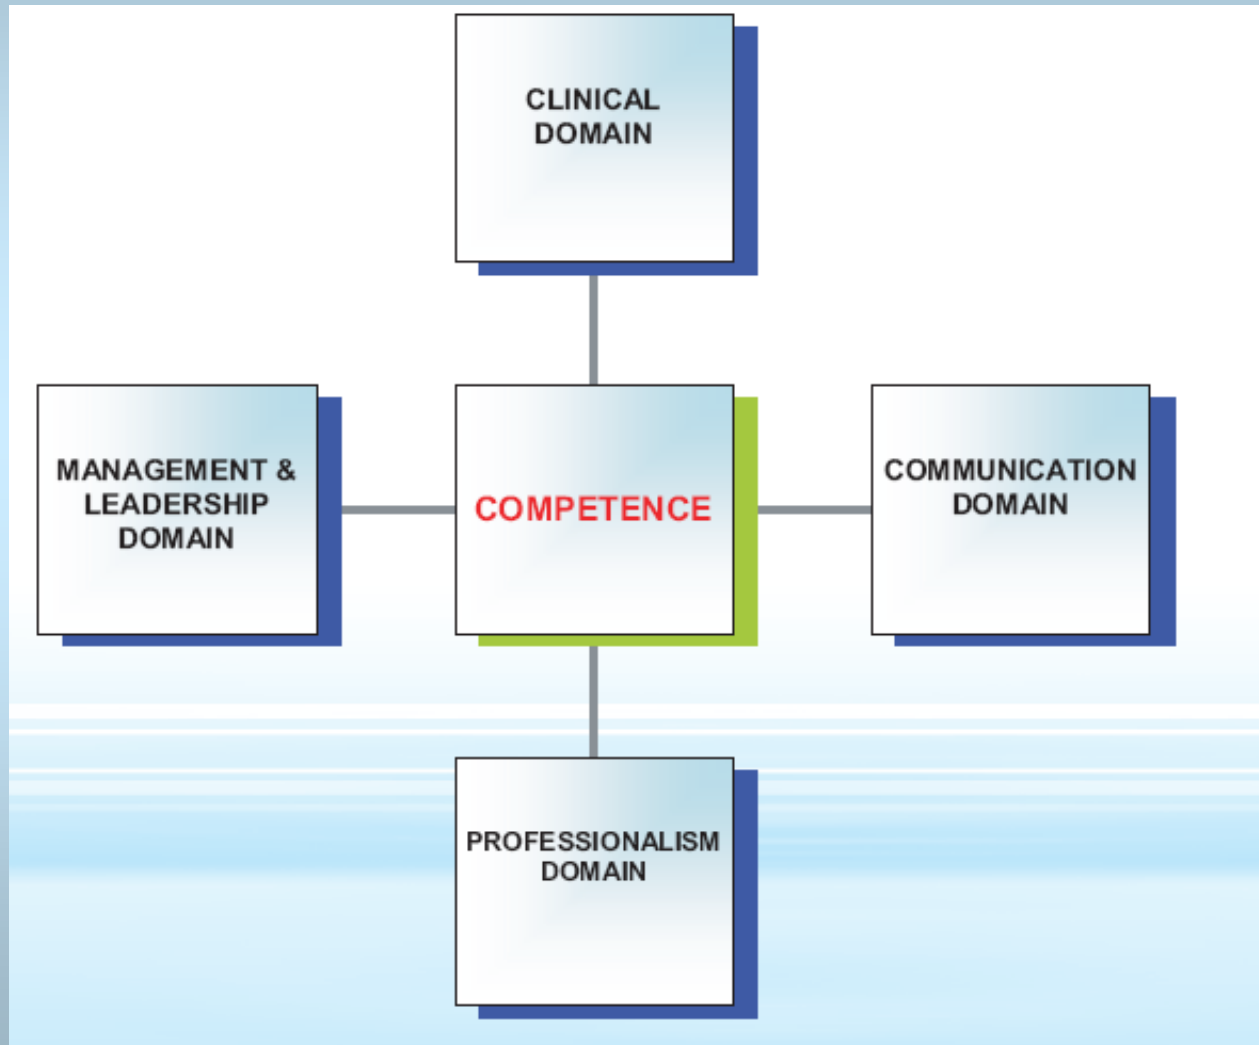 CLINICAL
DOMAIN
MANAGEMENT &
LEADERSHIP
DOMAIN
COMPETENCE
COMMUNICATION
DOMAIN
PROFESSIONALISM
DOMAIN